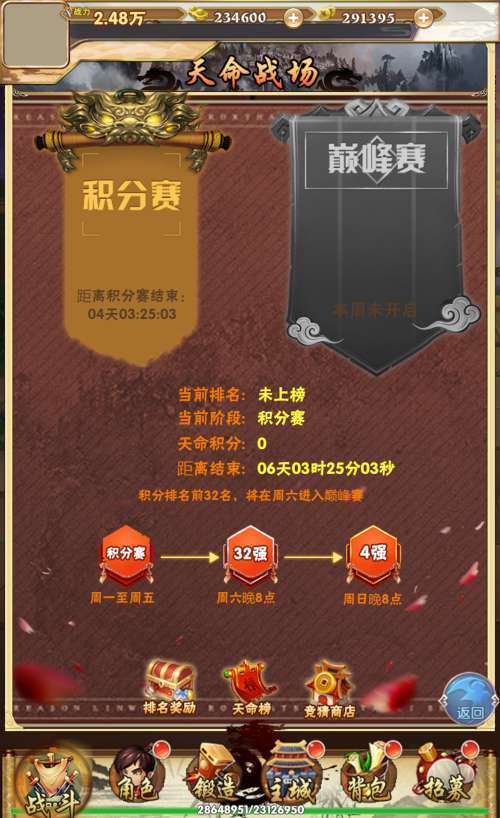 战力 2.48万
234600
291395
天命战场
积分赛
巅峰赛
距离积分赛结束:
04天03:25:03
本周未开启
当前排名: 未上榜
当前阶段: 积分赛
天命积分: 0
距离结束: 06天03时25分03秒
积分排名前32名，将在周六进入巅峰赛
积分赛
32强
4强
周一至周五
周六晚8点
周日晚8点
排名奖励
天命榜
竞猜商店
返回
战斗
角色
锻造
主城
背包
招募
28648951/23126950